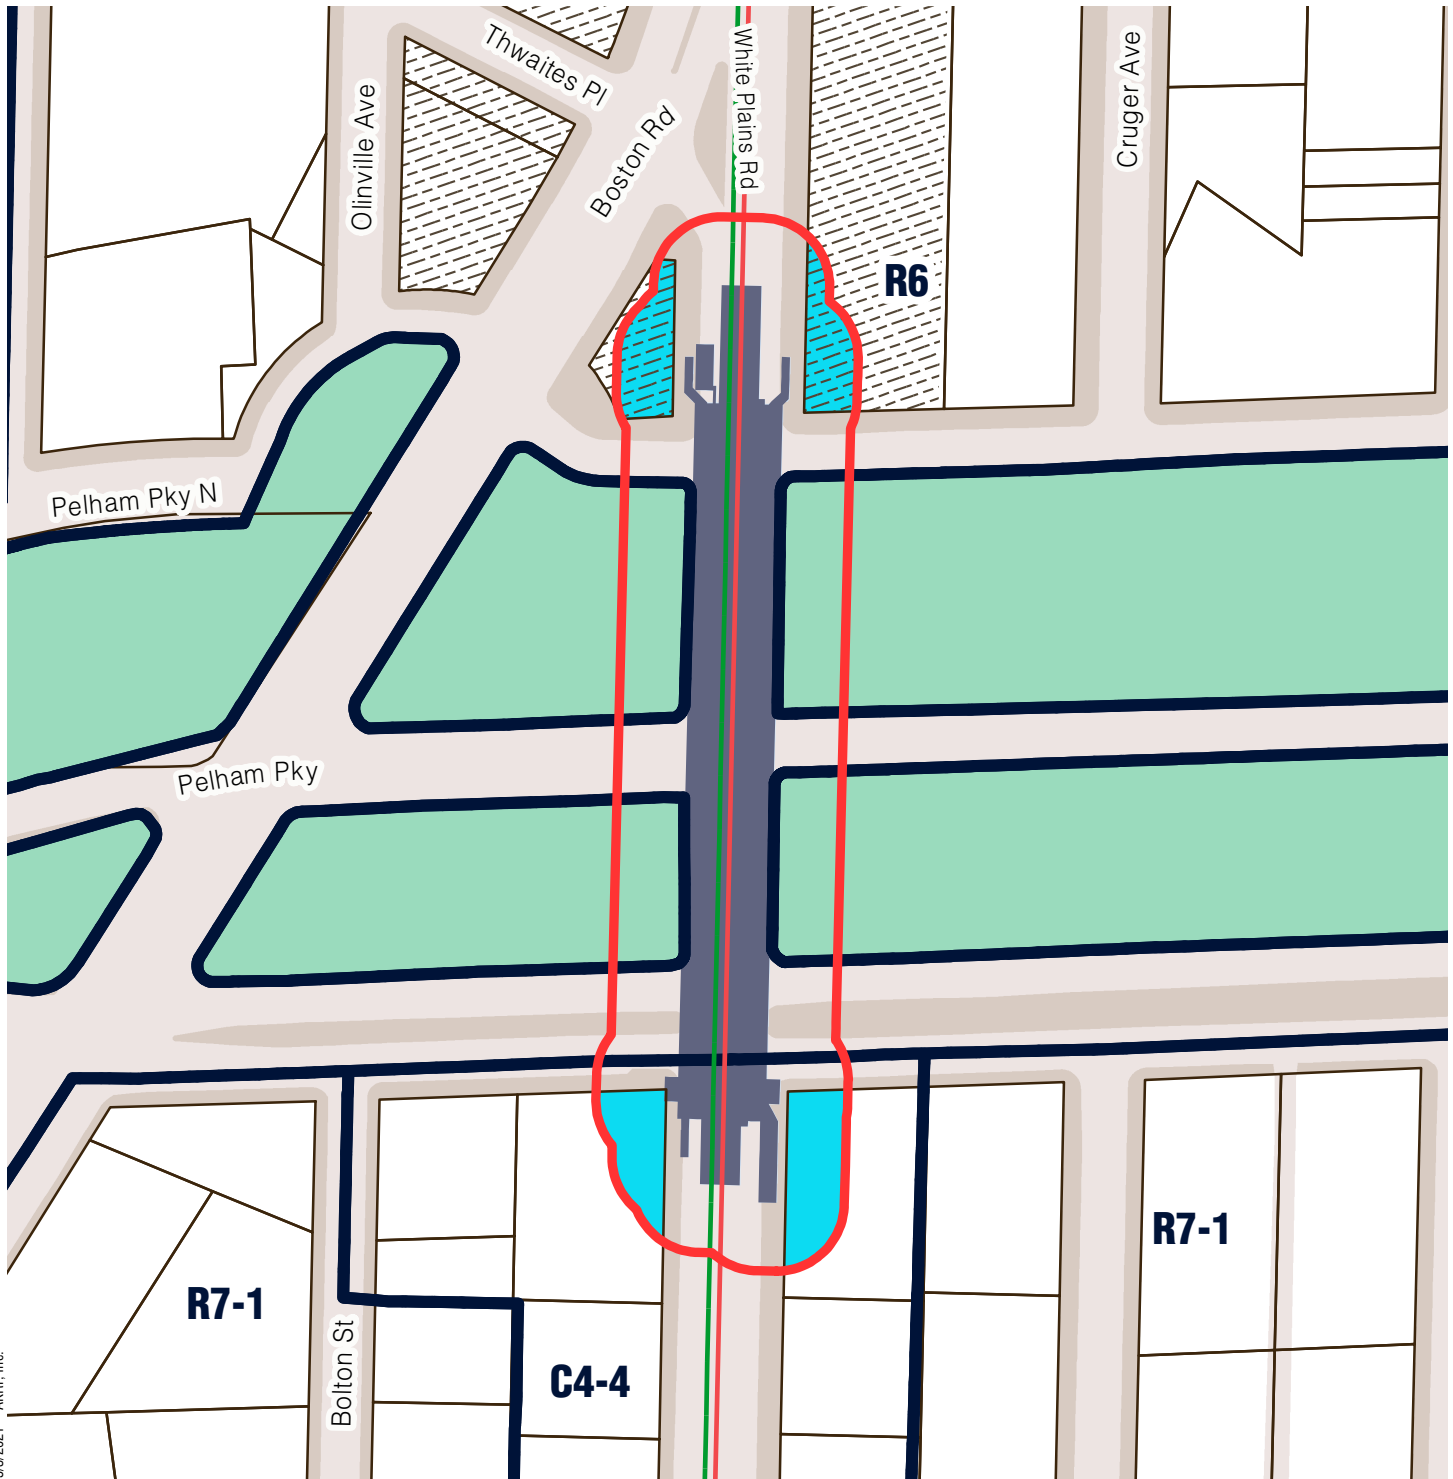 Thwaites Pl
White Plains Rd
Cruger Ave
Olinville Ave
Boston Rd
R6
Pelham Pky N
Pelham Pky
R7-1
R7-1
Bolton St
C4-4